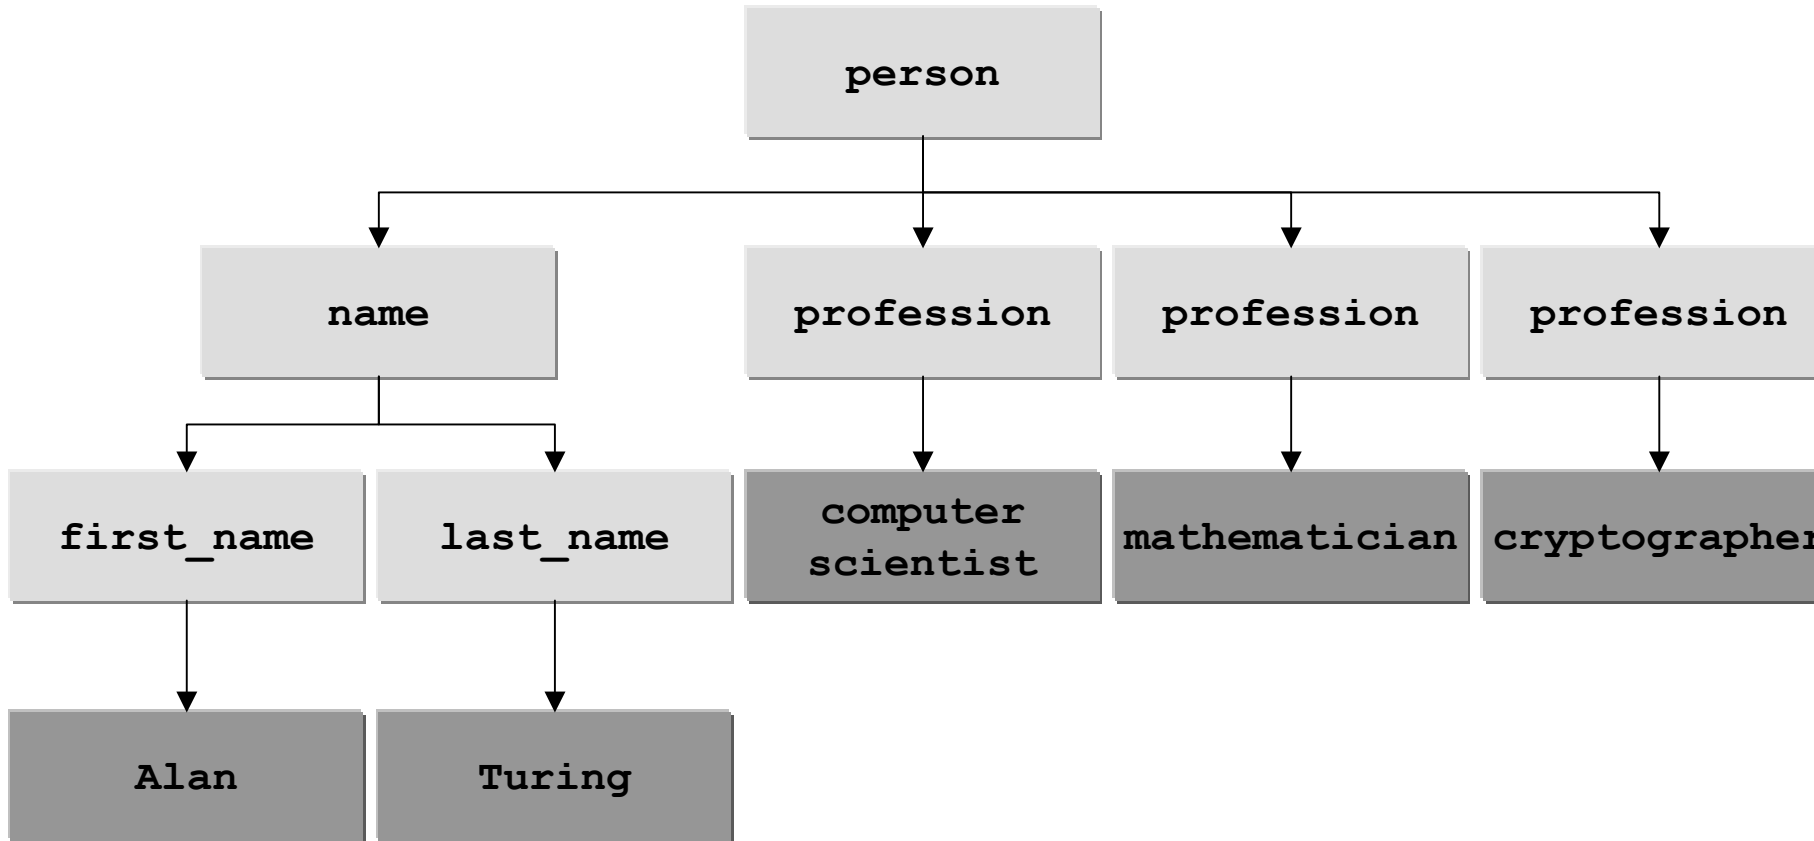 person
name
profession
profession
profession
first_name
last_name
computer
scientist
mathematician
cryptographer
Alan
Turing